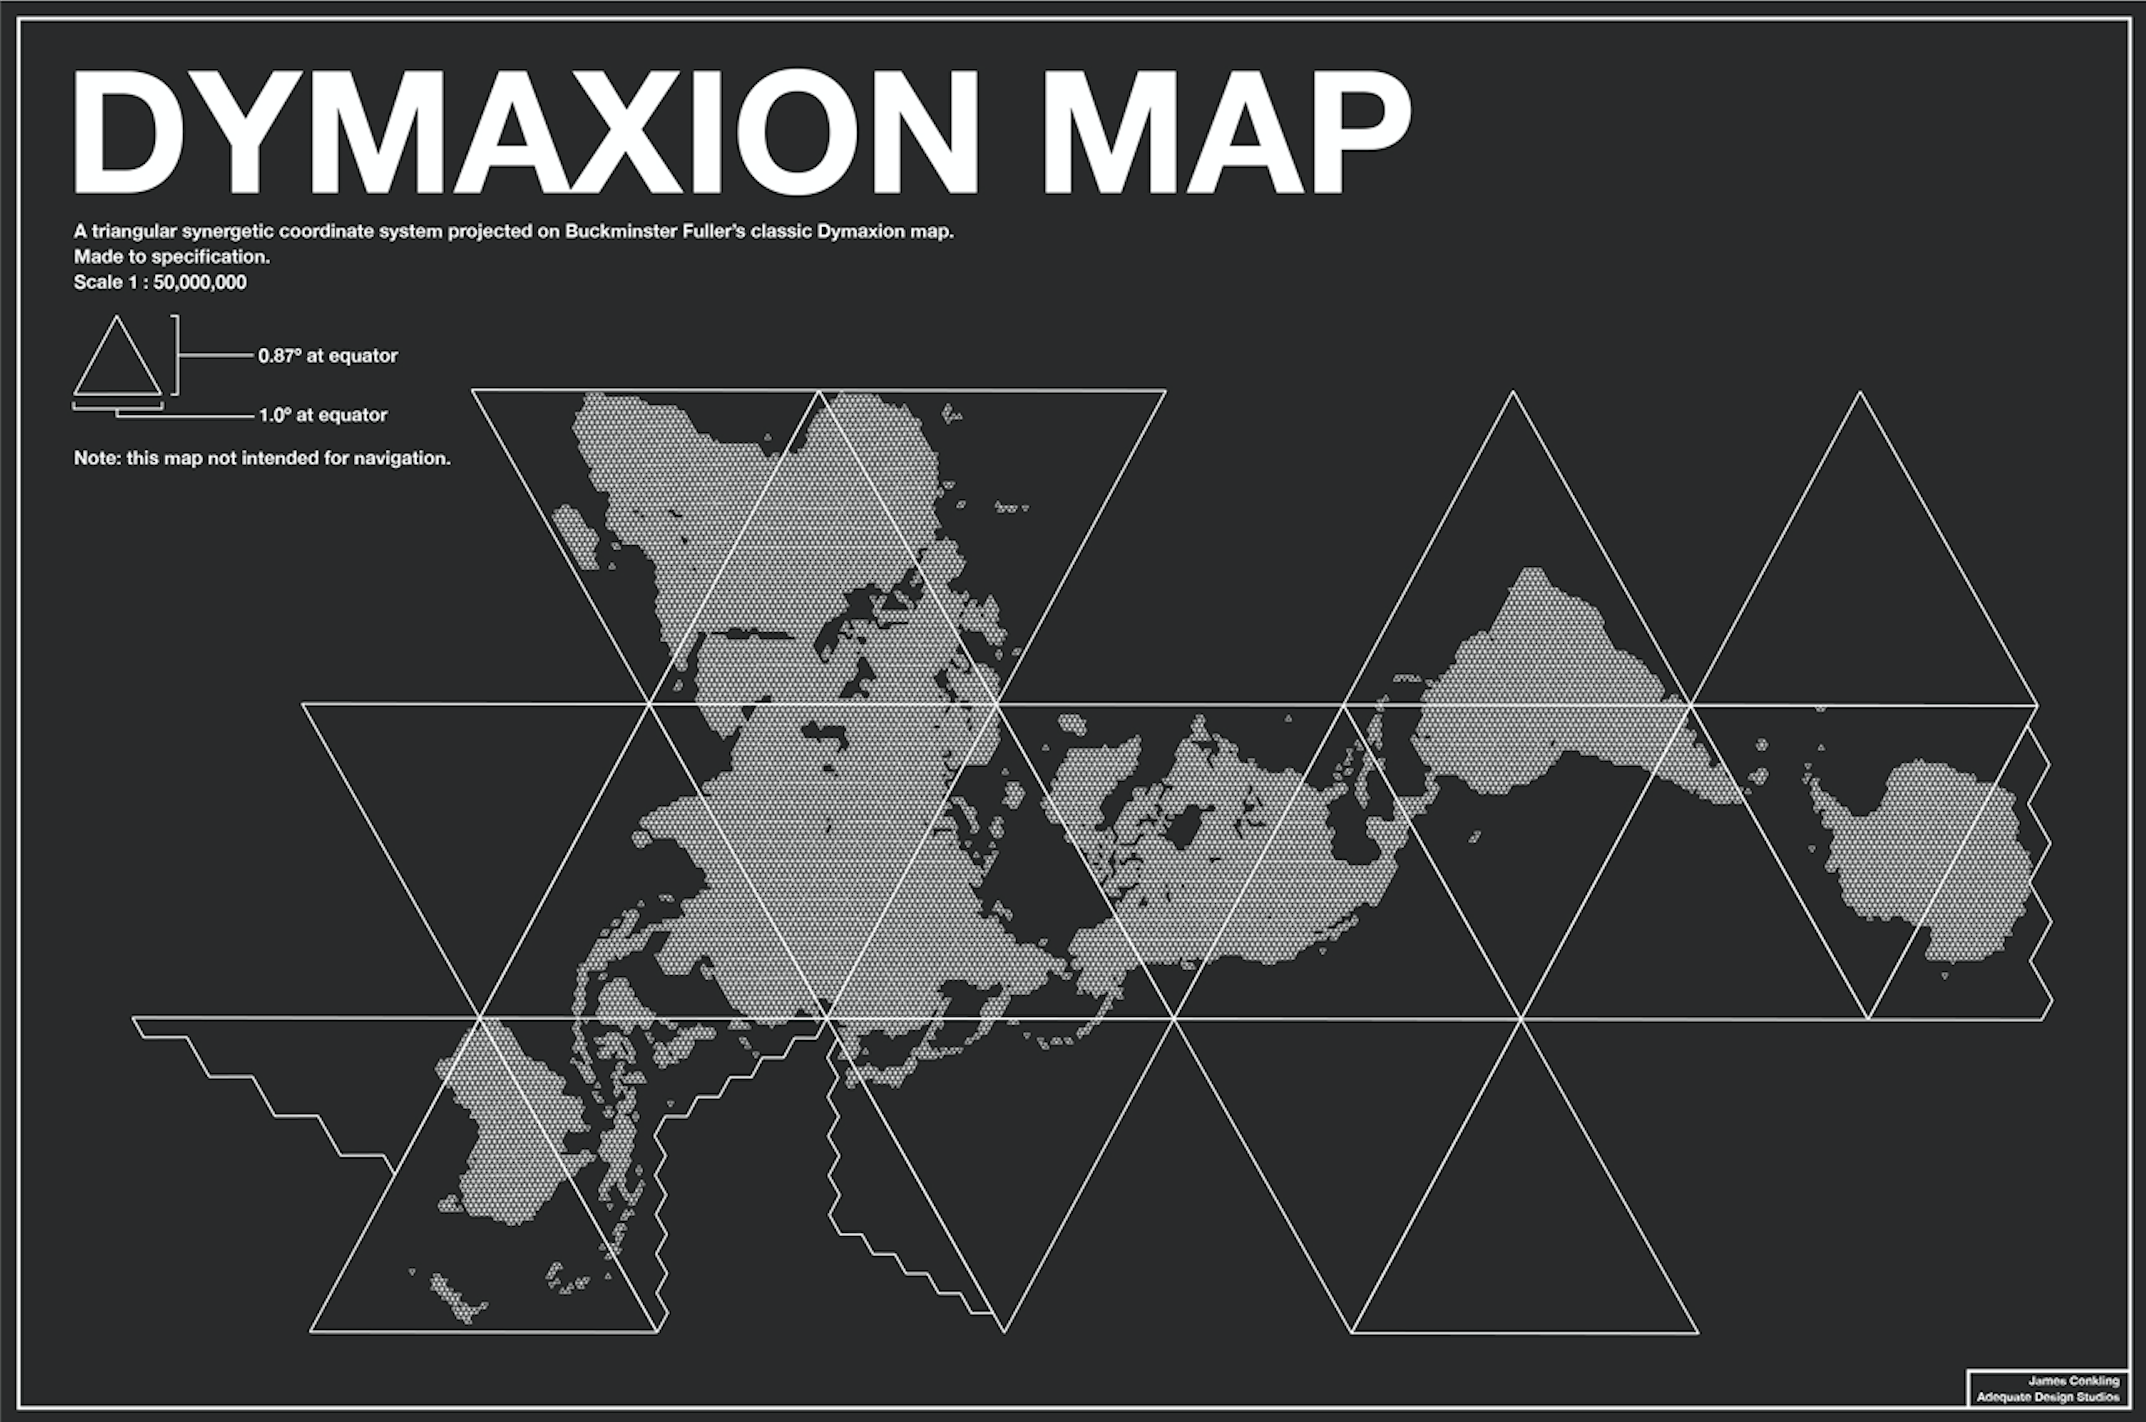 DYMAXION MAP
A triangular synergetic coordinate system projected on Buckminster Fuller's classic Dymaxion map.
Made to specification.
Scale 1 : 50,000,000
0.87º at equator
1.0º at equator
Note: this map not intended for navigation.
James Conkling
Adequate Design Studios